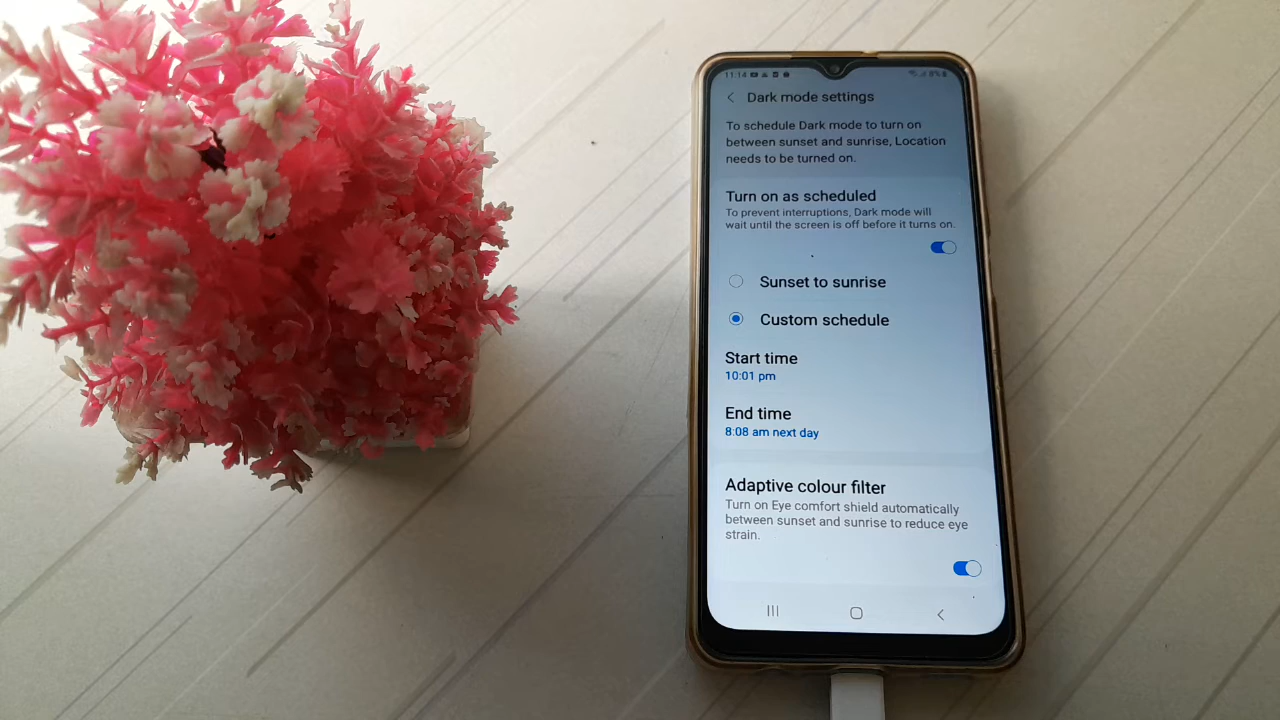 11:14
Dark mode settings
To schedule Dark mode to turn on
between sunset and sunrise, Location
needs to be turned on.
Turn on as scheduled
To prevent interruptions, Dark mode will
wait until the screen is off before it turns on.
Sunset to sunrise
Custom schedule
Start time
10:01 pm
End time
8:08 am next day
Adaptive colour filter
Turn on Eye comfort shield automatically
between sunset and sunrise to reduce eye
strain.